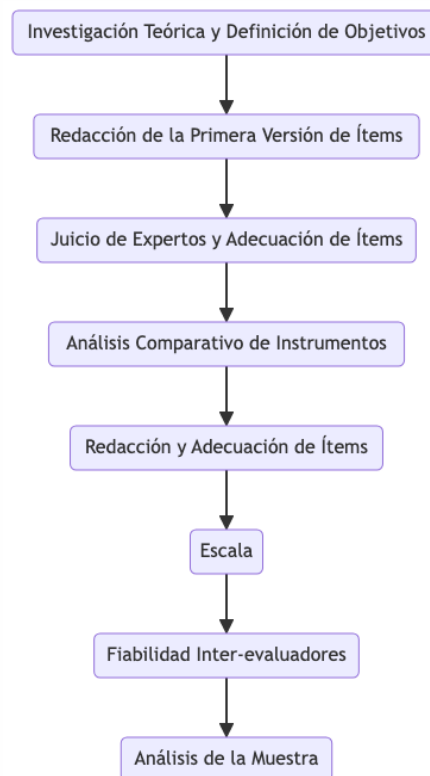 Investigación Teórica y Definición de Objetivos
Redacción de la Primera Versión de Ítems
Juicio de Expertos y Adecuación de Ítems
Análisis Comparativo de Instrumentos
Redacción y Adecuación de Ítems
Escala
Fiabilidad Inter-evaluadores
Análisis de la Muestra